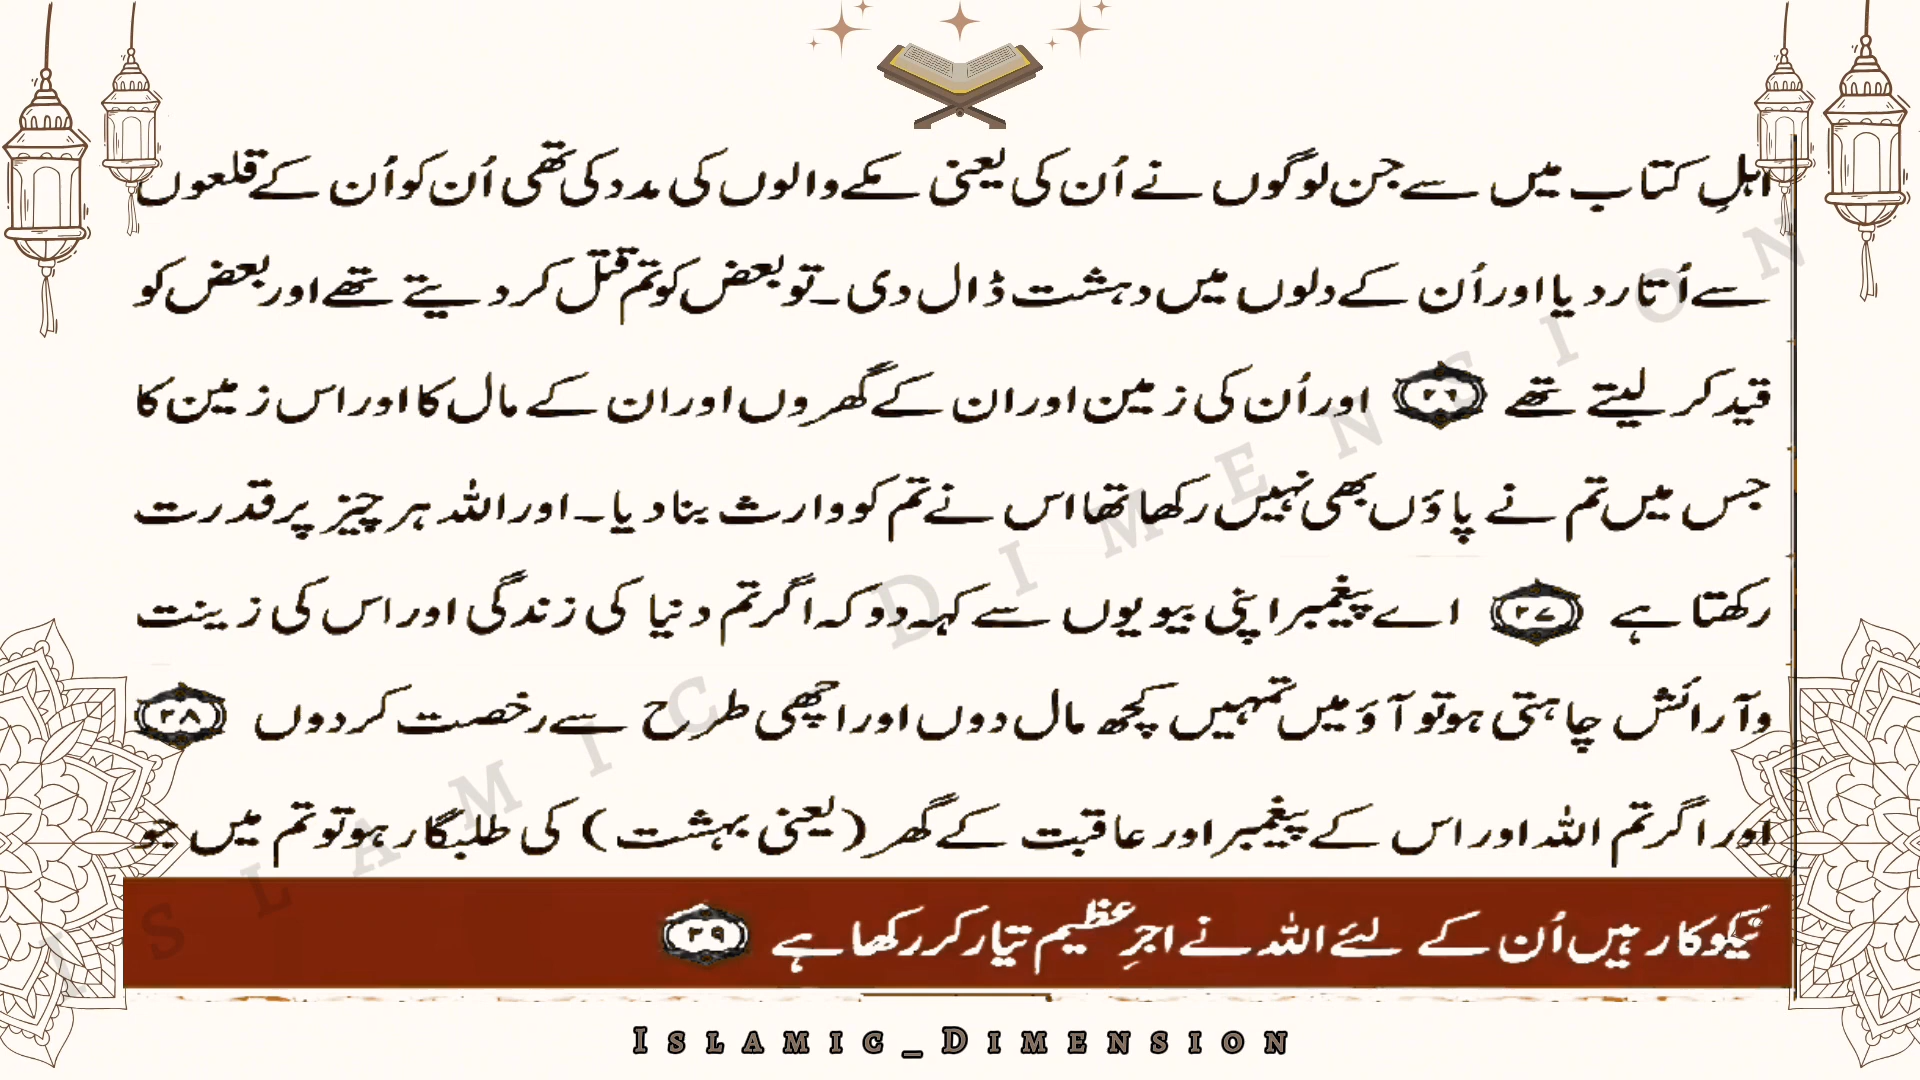 اہلِ کتاب میں سے جن لوگوں نے اُن کی یعنی مکے والوں کی مدد کی تھی اُن کو اُن کے قلعوں
سے اُتار دیا اور اُن کے دلوں میں دہشت ڈال دی۔ تو بعض کو تم قتل کر دیتے تھے اور بعض کو
قید کر لیتے تھے ۲۶ اور اُن کی زمین اور ان کے گھروں اور ان کے مال کا اور اس زمین کا
جس میں تم نے پاؤں بھی نہیں رکھا تھا اس نے تم کو وارث بنا دیا۔ اور اللہ ہر چیز پر قدرت
رکھتا ہے ۲۷ اے پیغمبر اپنی بیویوں سے کہہ دو کہ اگر تم دنیا کی زندگی اور اس کی زینت
و آرائش چاہتی ہو تو آؤ میں تمہیں کچھ مال دوں اور اچھی طرح سے رخصت کر دوں ۲۸
اور اگر تم اللہ اور اس کے پیغمبر اور عاقبت کے گھر (یعنی بہشت) کی طلبگار ہو تو تم میں جو
نیکوکار ہیں اُن کے لئے اللہ نے اجرِ عظیم تیار کر رکھا ہے ۲۹
ISLAMIC DIMENSION
ISLAMIC_DIMENSION